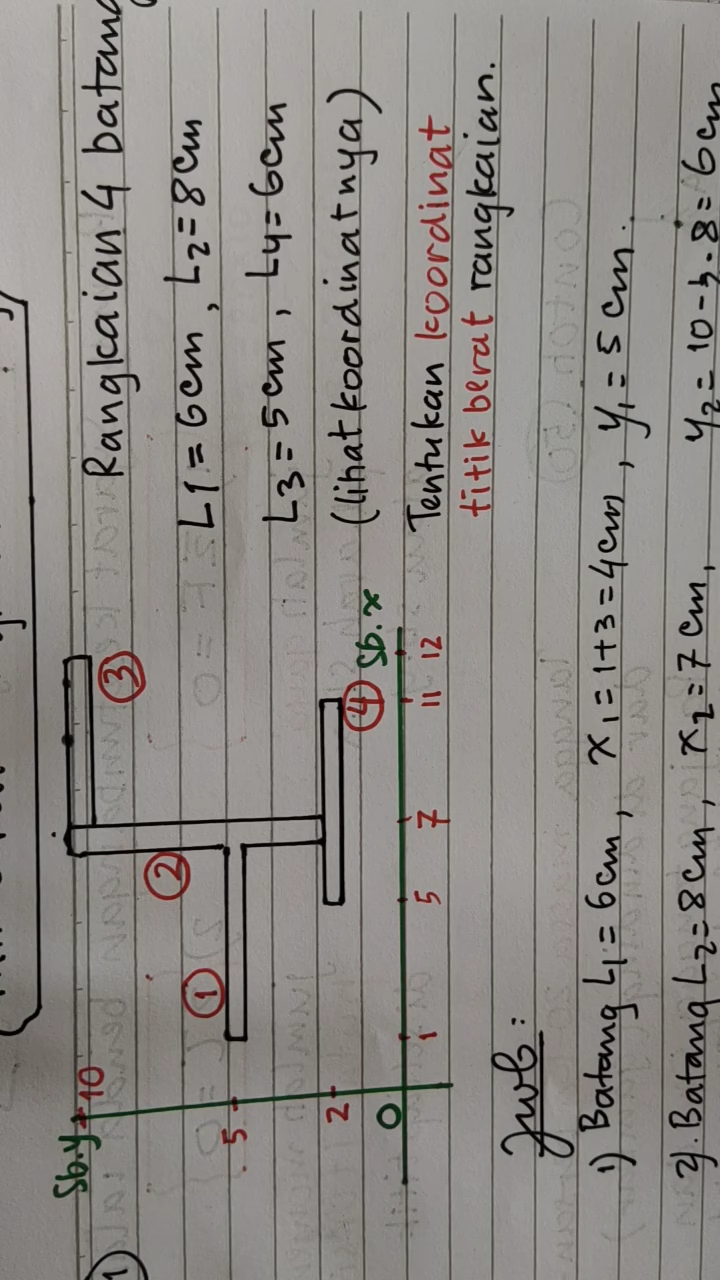 Rangkaian 4 batang
L1 = 6cm, L2 = 8cm
L3 = 5cm, L4 = 6cm
(lihat koordinatnya)
Tentukan koordinat
titik berat rangkaian.
Sb.y
10
5
2
0
1
5
7
11
12
Sb.x
1
2
3
4
1)
Jwb:
1) Batang L1 = 6cm, x1 = 1+3 = 4cm, y1 = 5 cm.
2). Batang L2 = 8cm, x2 = 7cm, y2 = 10 - ½.8 = 6cm